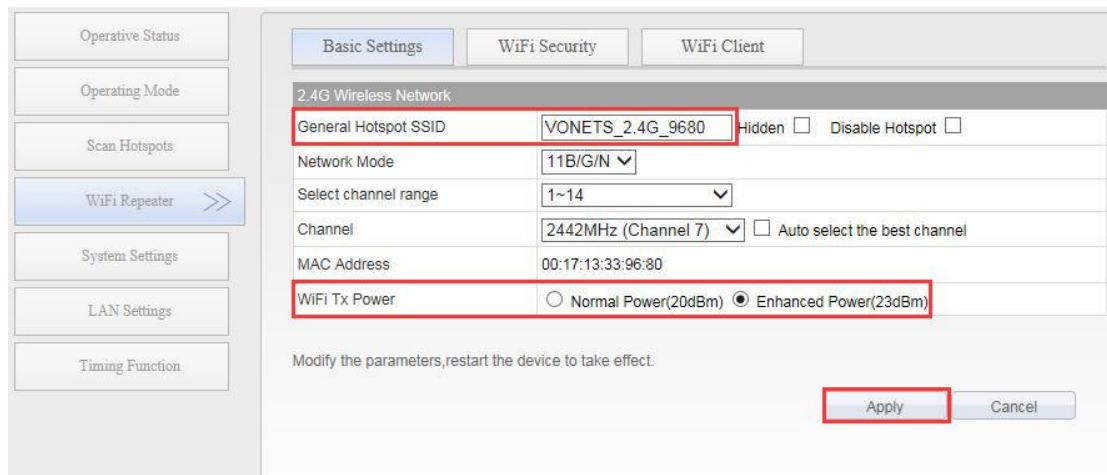 Operative Status
Operating Mode
Scan Hotspots
WiFi Repeater >>
System Settings
LAN Settings
Timing Function
Basic Settings WiFi Security WiFi Client
2.4G Wireless Network
General Hotspot SSID VONETS_2.4G_9680 Hidden Disable Hotspot
Network Mode 11B/G/N
Select channel range 1~14
Channel 2442MHz (Channel 7) Auto select the best channel
MAC Address 00:17:13:33:96:80
WiFi Tx Power Normal Power(20dBm) Enhanced Power(23dBm)
Modify the parameters,restart the device to take effect.
Apply Cancel